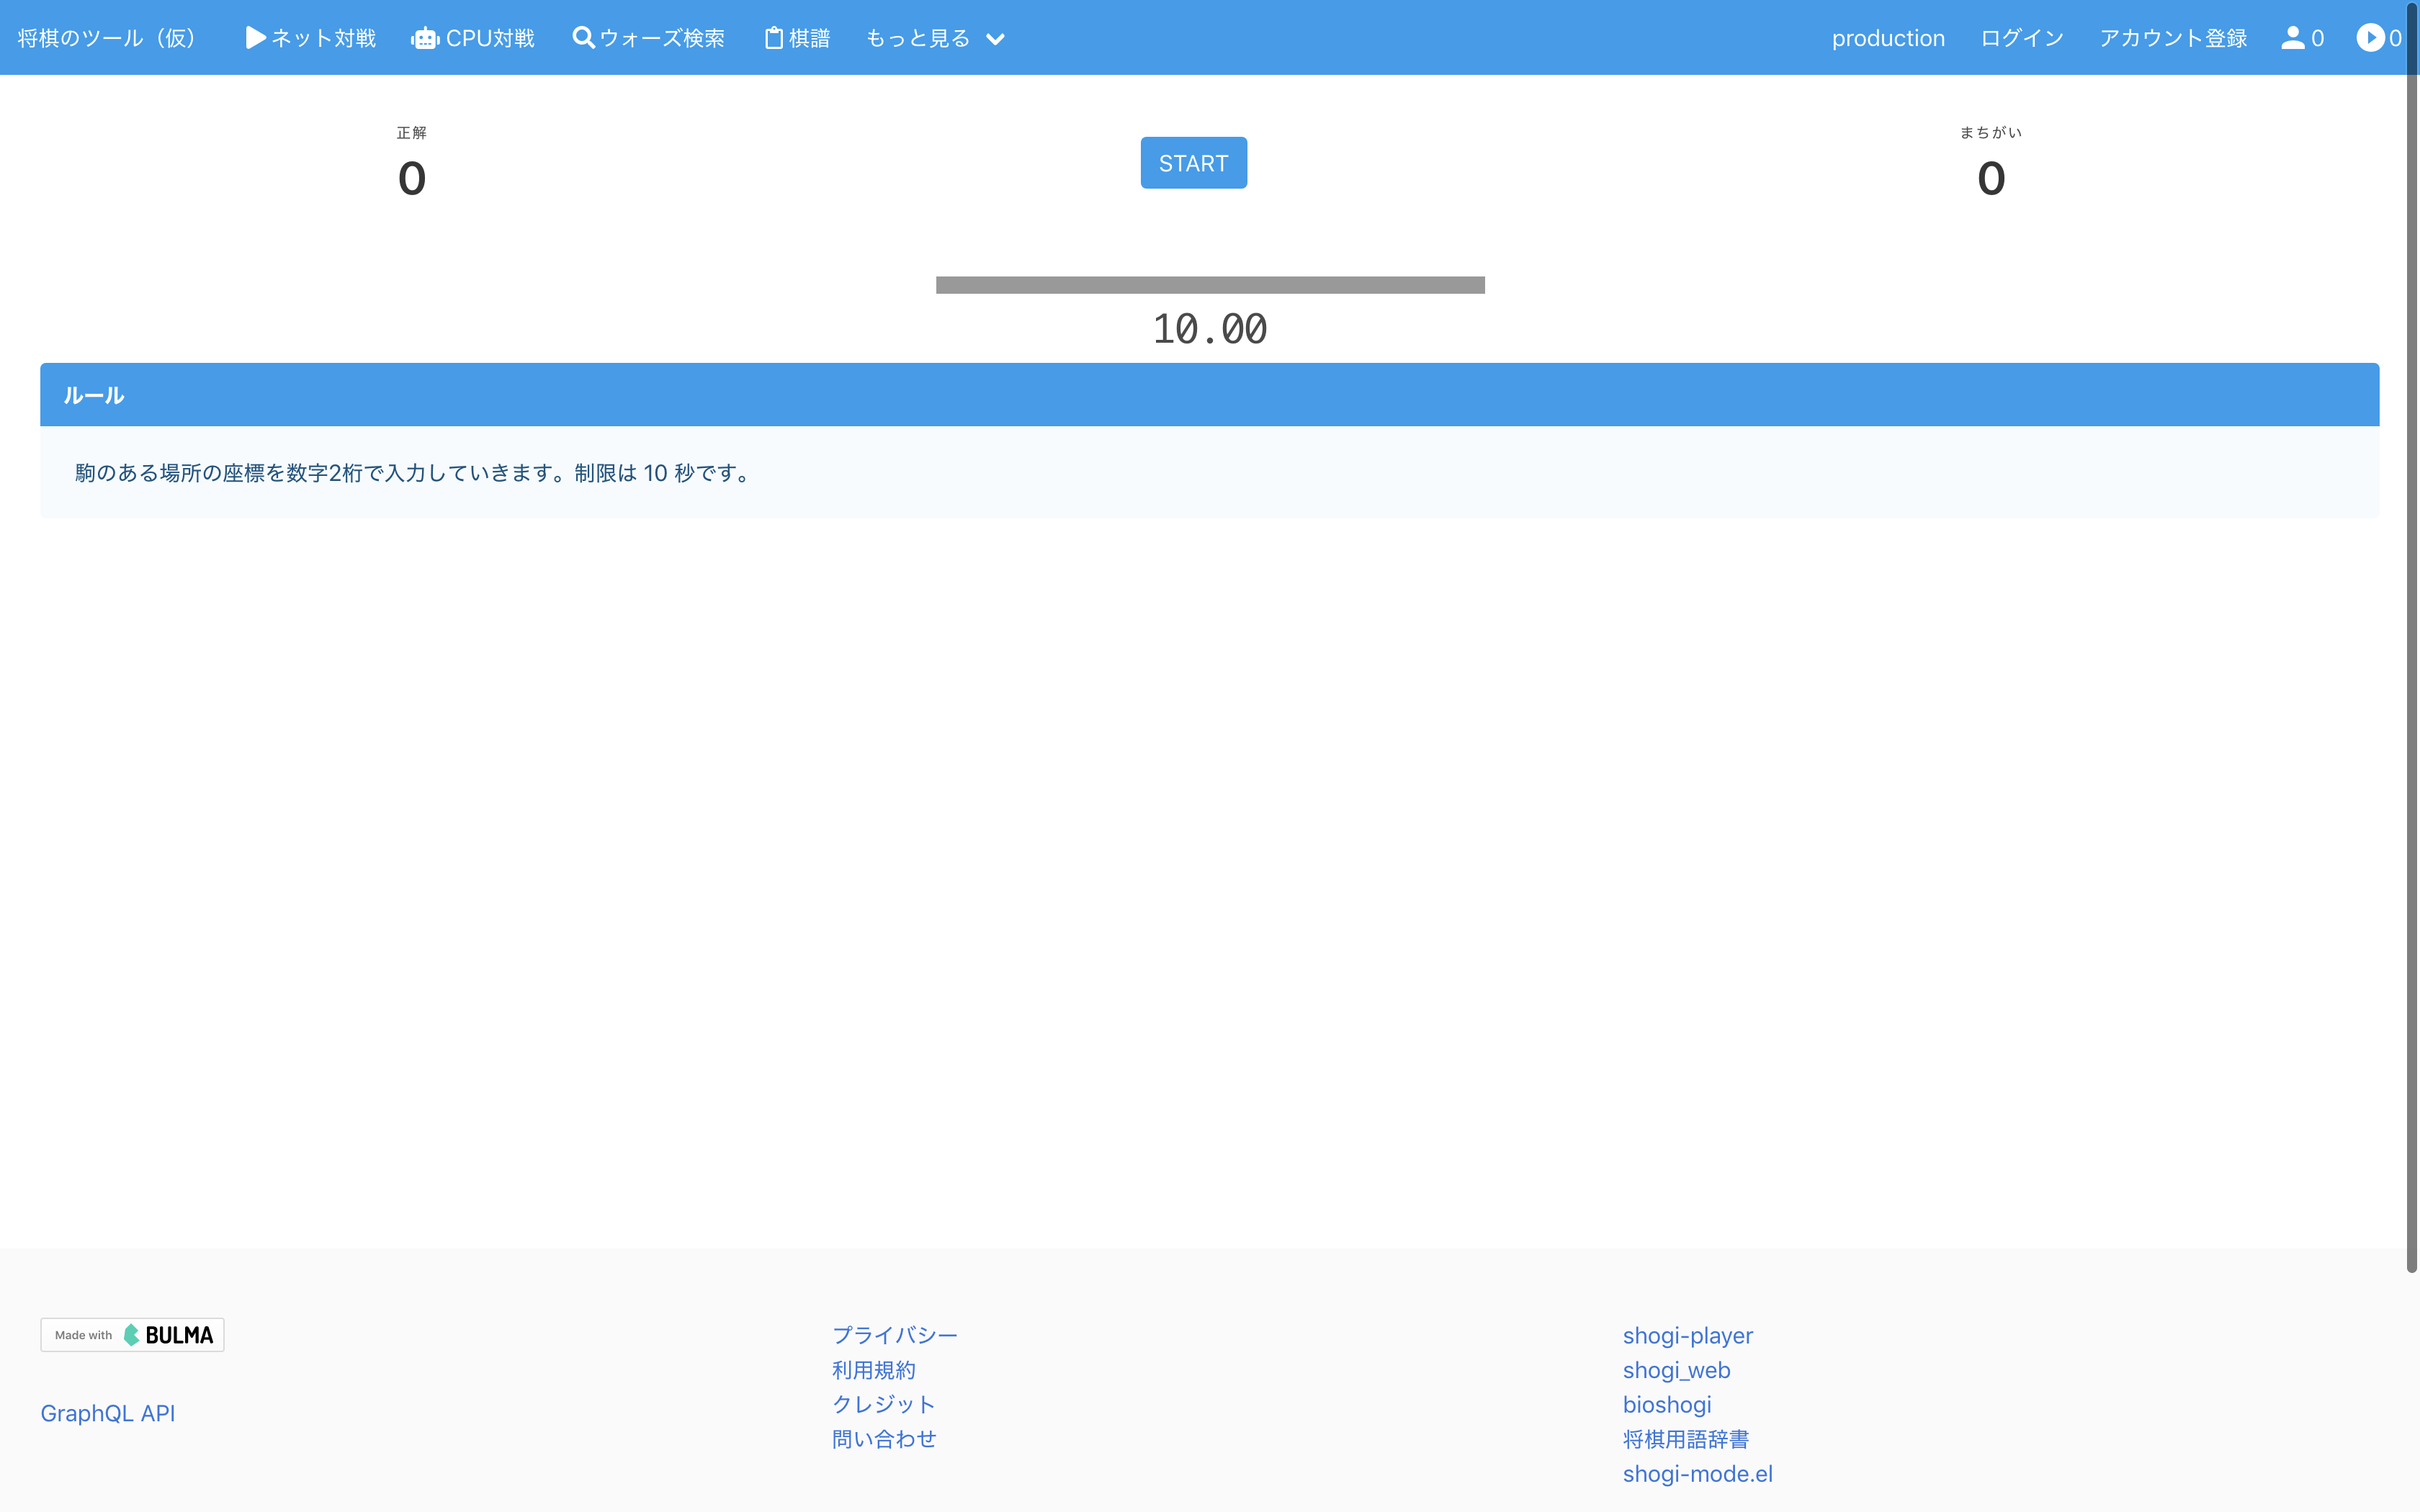 将棋のツール（仮） ネット対戦 CPU対戦 ウォーズ検索 棋譜 もっと見る production ログイン アカウント登録 0 0
正解 START まちがい
0 0
10.00
ルール
駒のある場所の座標を数字2桁で入力していきます。制限は 10 秒です。
Made with BULMA
GraphQL API
プライバシー
利用規約
クレジット
問い合わせ
shogi-player
shogi_web
bioshogi
将棋用語辞書
shogi-mode.el